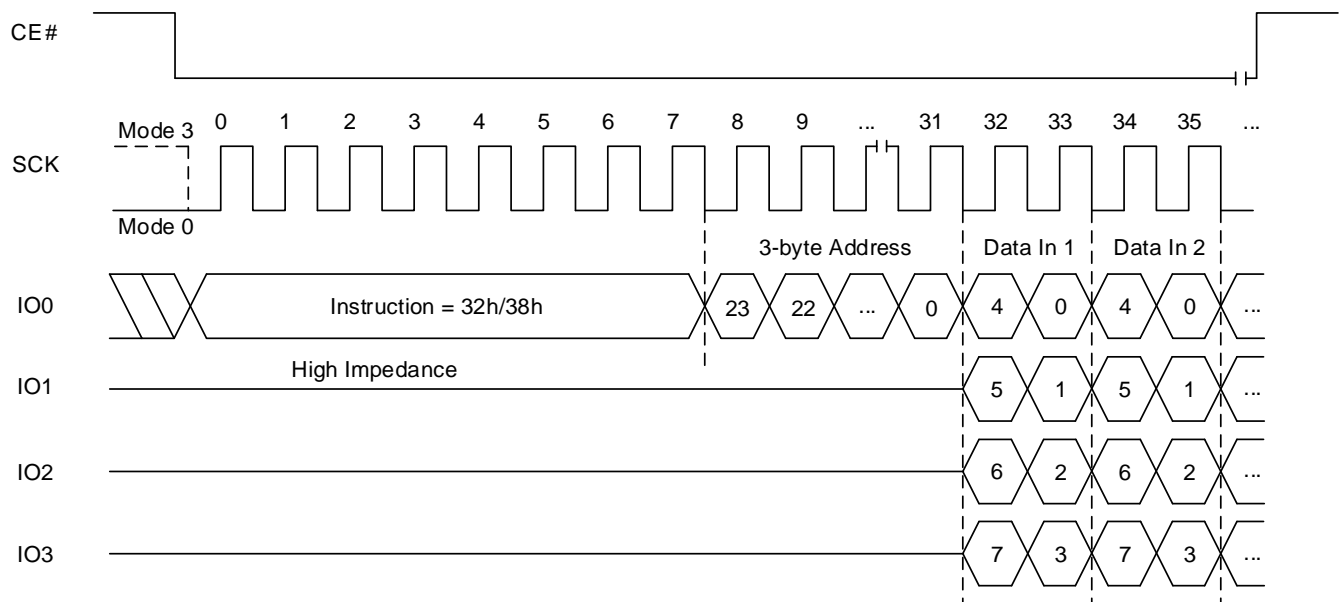 CE#
Mode 3 0 1 2 3 4 5 6 7 8 9 ... 31 32 33 34 35 ...
SCK
Mode 0
3-byte Address Data In 1 Data In 2
IO0 Instruction = 32h/38h 23 22 ... 0 4 0 4 0 ...
High Impedance
IO1 5 1 5 1 ...
IO2 6 2 6 2 ...
IO3 7 3 7 3 ...